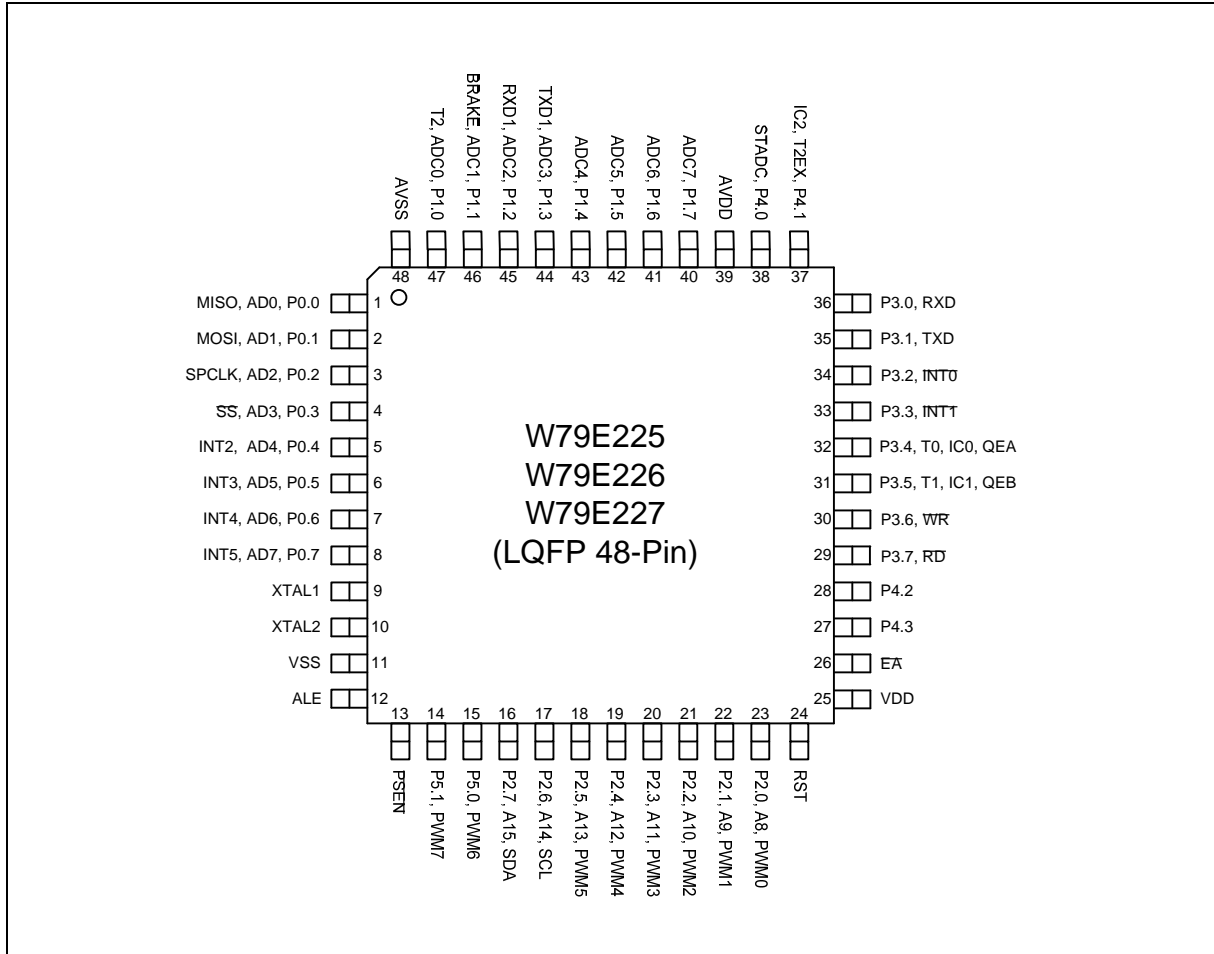 AVSS
T2, ADC0, P1.0
BRAKE, ADC1, P1.1
RXD1, ADC2, P1.2
TXD1, ADC3, P1.3
ADC4, P1.4
ADC5, P1.5
ADC6, P1.6
ADC7, P1.7
AVDD
STADC, P4.0
IC2, T2EX, P4.1
48 47 46 45 44 43 42 41 40 39 38 37
MISO, AD0, P0.0 1
MOSI, AD1, P0.1 2
SPCLK, AD2, P0.2 3
S̅S̅, AD3, P0.3 4
INT2, AD4, P0.4 5
INT3, AD5, P0.5 6
INT4, AD6, P0.6 7
INT5, AD7, P0.7 8
XTAL1 9
XTAL2 10
VSS 11
ALE 12
W79E225
W79E226
W79E227
(LQFP 48-Pin)
36 P3.0, RXD
35 P3.1, TXD
34 P3.2, I̅N̅T̅0̅
33 P3.3, I̅N̅T̅1̅
32 P3.4, T0, IC0, QEA
31 P3.5, T1, IC1, QEB
30 P3.6, W̅R̅
29 P3.7, R̅D̅
28 P4.2
27 P4.3
26 E̅A̅
25 VDD
13 14 15 16 17 18 19 20 21 22 23 24
P̅S̅E̅N̅
P5.1, PWM7
P5.0, PWM6
P2.7, A15, SDA
P2.6, A14, SCL
P2.5, A13, PWM5
P2.4, A12, PWM4
P2.3, A11, PWM3
P2.2, A10, PWM2
P2.1, A9, PWM1
P2.0, A8, PWM0
RST